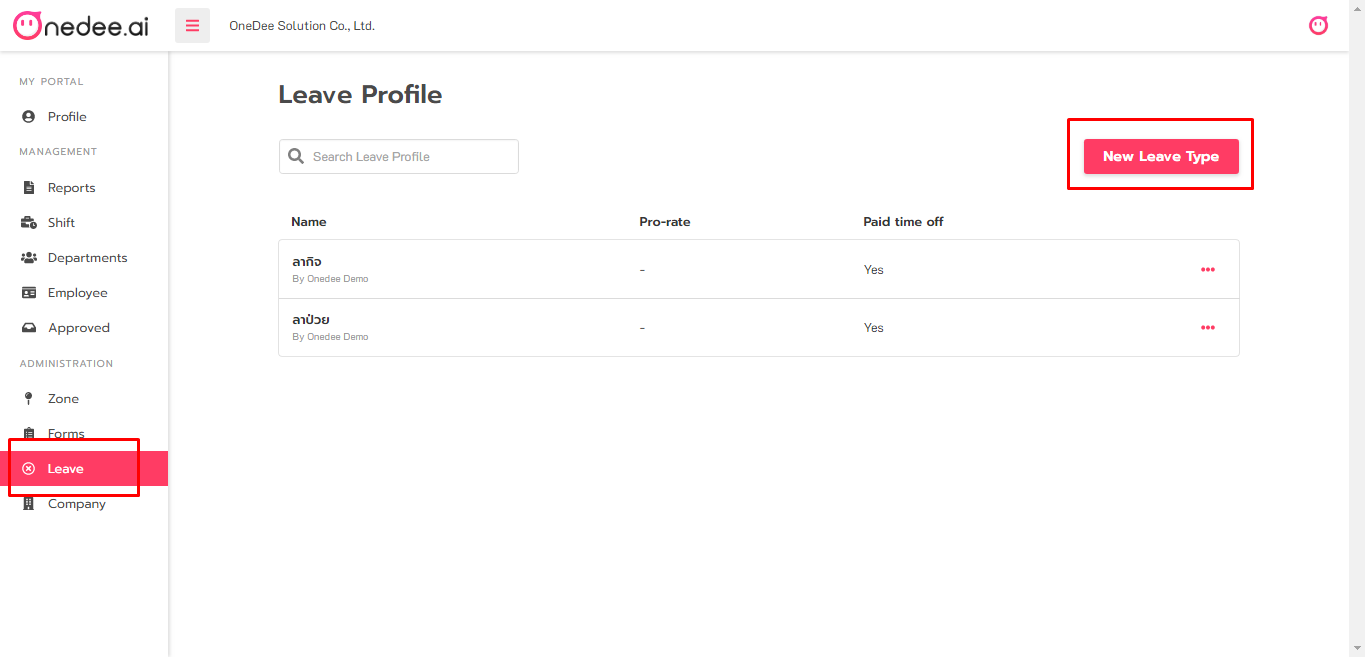 Onedee.ai
OneDee Solution Co., Ltd.
MY PORTAL
Profile
MANAGEMENT
Reports
Shift
Departments
Employee
Approved
ADMINISTRATION
Zone
Forms
Leave
Company
Leave Profile
Search Leave Profile
New Leave Type
Name Pro-rate Paid time off
ลากิจ
By Onedee Demo
- Yes
ลาป่วย
By Onedee Demo
- Yes